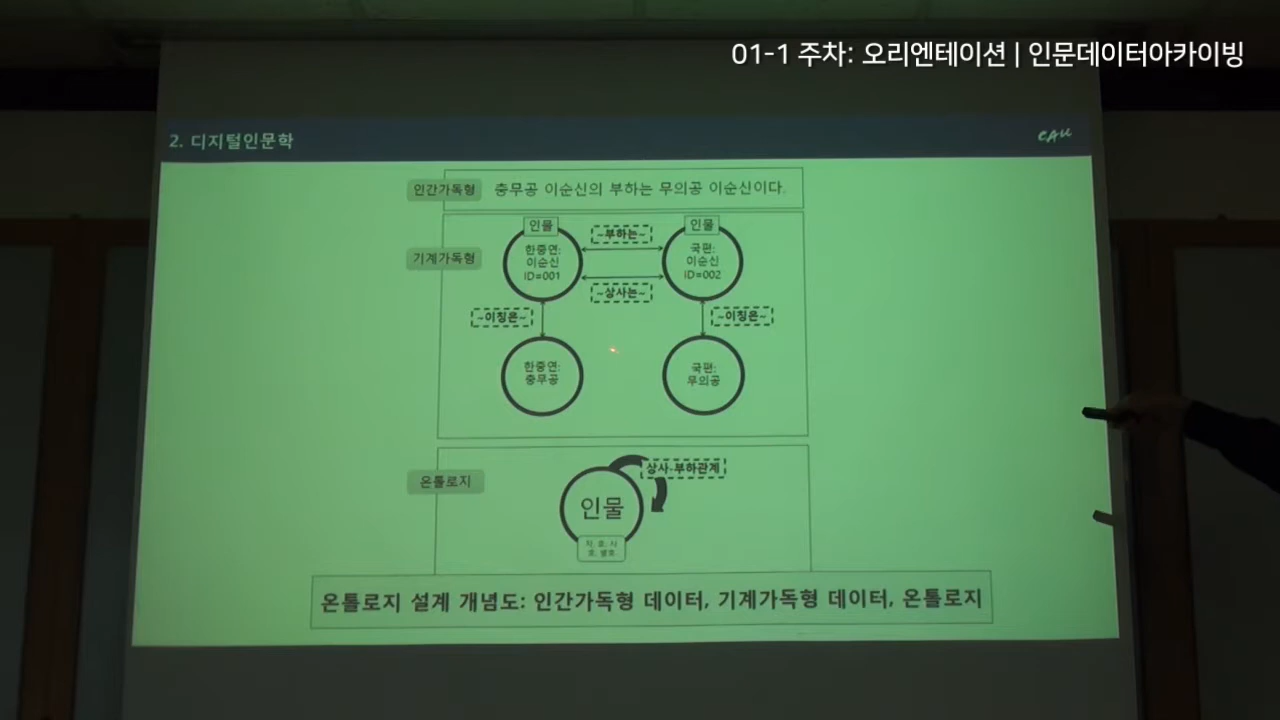 01-1 주차: 오리엔테이션 | 인문데이터아카이빙
2. 디지털인문학
CAU
인간가독형
충무공 이순신의 부하는 무의공 이순신이다.
기계가독형
인물
한중연:
이순신
ID=001
~부하는~
~상사는~
인물
국편:
이순신
ID=002
~이칭은~
~이칭은~
한중연:
충무공
국편:
무의공
온톨로지
상사-부하관계
인물
자, 호, 시
호, 별호
온톨로지 설계 개념도: 인간가독형 데이터, 기계가독형 데이터, 온톨로지